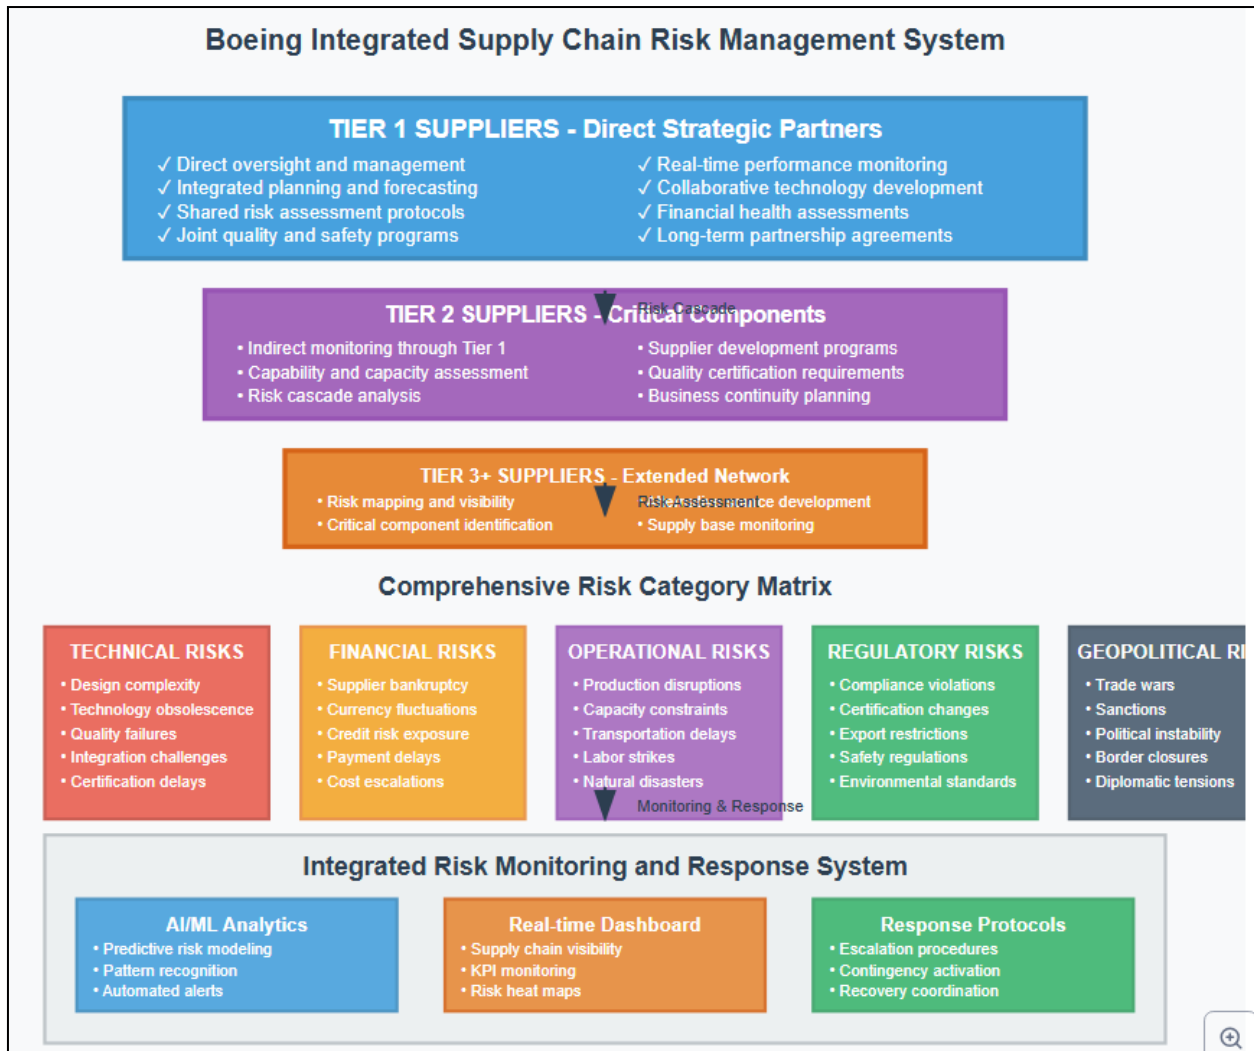 Boeing Integrated Supply Chain Risk Management System
TIER 1 SUPPLIERS - Direct Strategic Partners
✓ Direct oversight and management
✓ Integrated planning and forecasting
✓ Shared risk assessment protocols
✓ Joint quality and safety programs
✓ Real-time performance monitoring
✓ Collaborative technology development
✓ Financial health assessments
✓ Long-term partnership agreements
Risk Cascade
TIER 2 SUPPLIERS - Critical Components
• Indirect monitoring through Tier 1
• Capability and capacity assessment
• Risk cascade analysis
• Supplier development programs
• Quality certification requirements
• Business continuity planning
TIER 3+ SUPPLIERS - Extended Network
• Risk mapping and visibility
• Critical component identification
Risk Assessment
development
• Supply base monitoring
Comprehensive Risk Category Matrix
TECHNICAL RISKS
• Design complexity
• Technology obsolescence
• Quality failures
• Integration challenges
• Certification delays
FINANCIAL RISKS
• Supplier bankruptcy
• Currency fluctuations
• Credit risk exposure
• Payment delays
• Cost escalations
OPERATIONAL RISKS
• Production disruptions
• Capacity constraints
• Transportation delays
• Labor strikes
• Natural disasters
REGULATORY RISKS
• Compliance violations
• Certification changes
• Export restrictions
• Safety regulations
• Environmental standards
GEOPOLITICAL RI
• Trade wars
• Sanctions
• Political instability
• Border closures
• Diplomatic tensions
Monitoring & Response
Integrated Risk Monitoring and Response System
AI/ML Analytics
• Predictive risk modeling
• Pattern recognition
• Automated alerts
Real-time Dashboard
• Supply chain visibility
• KPI monitoring
• Risk heat maps
Response Protocols
• Escalation procedures
• Contingency activation
• Recovery coordination